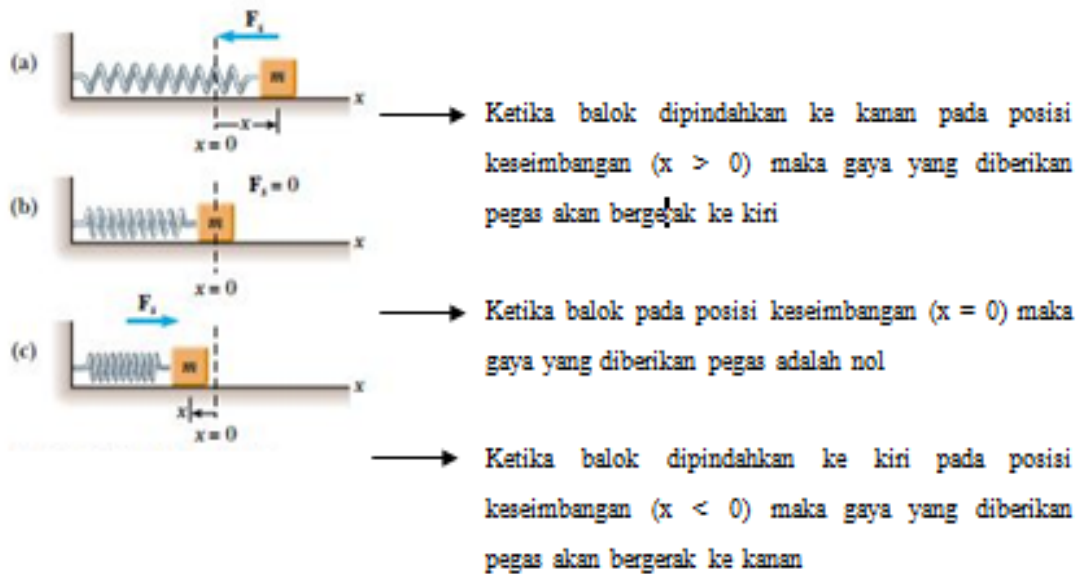 (a)
Fs
m
x
x
x = 0
(b)
Fs = 0
m
x
x = 0
(c)
Fs
m
x
x
x = 0
Ketika balok dipindahkan ke kanan pada posisi
keseimbangan (x > 0) maka gaya yang diberikan
pegas akan bergerak ke kiri
Ketika balok pada posisi keseimbangan (x = 0) maka
gaya yang diberikan pegas adalah nol
Ketika balok dipindahkan ke kiri pada posisi
keseimbangan (x < 0) maka gaya yang diberikan
pegas akan bergerak ke kanan